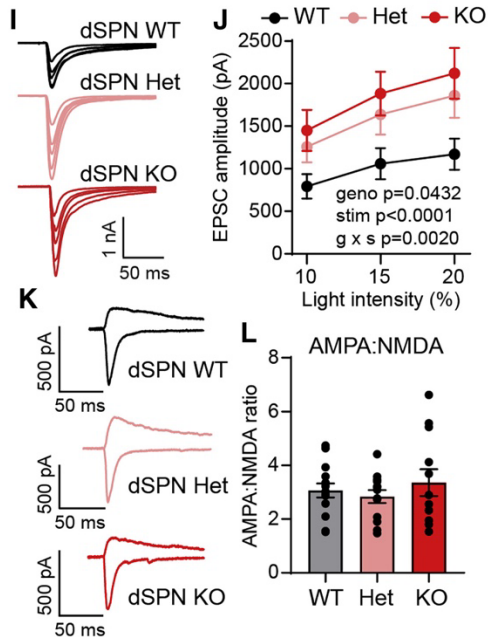 I
dSPN WT
dSPN Het
dSPN KO
1 nA
50 ms
J
WT Het KO
EPSC amplitude (pA)
2500
2000
1500
1000
500
0
geno p=0.0432
stim p<0.0001
g x s p=0.0020
10 15 20
Light intensity (%)
K
500 pA
dSPN WT
50 ms
500 pA
dSPN Het
50 ms
500 pA
dSPN KO
50 ms
L
AMPA:NMDA
AMPA:NMDA ratio
8
6
4
2
0
WT Het KO